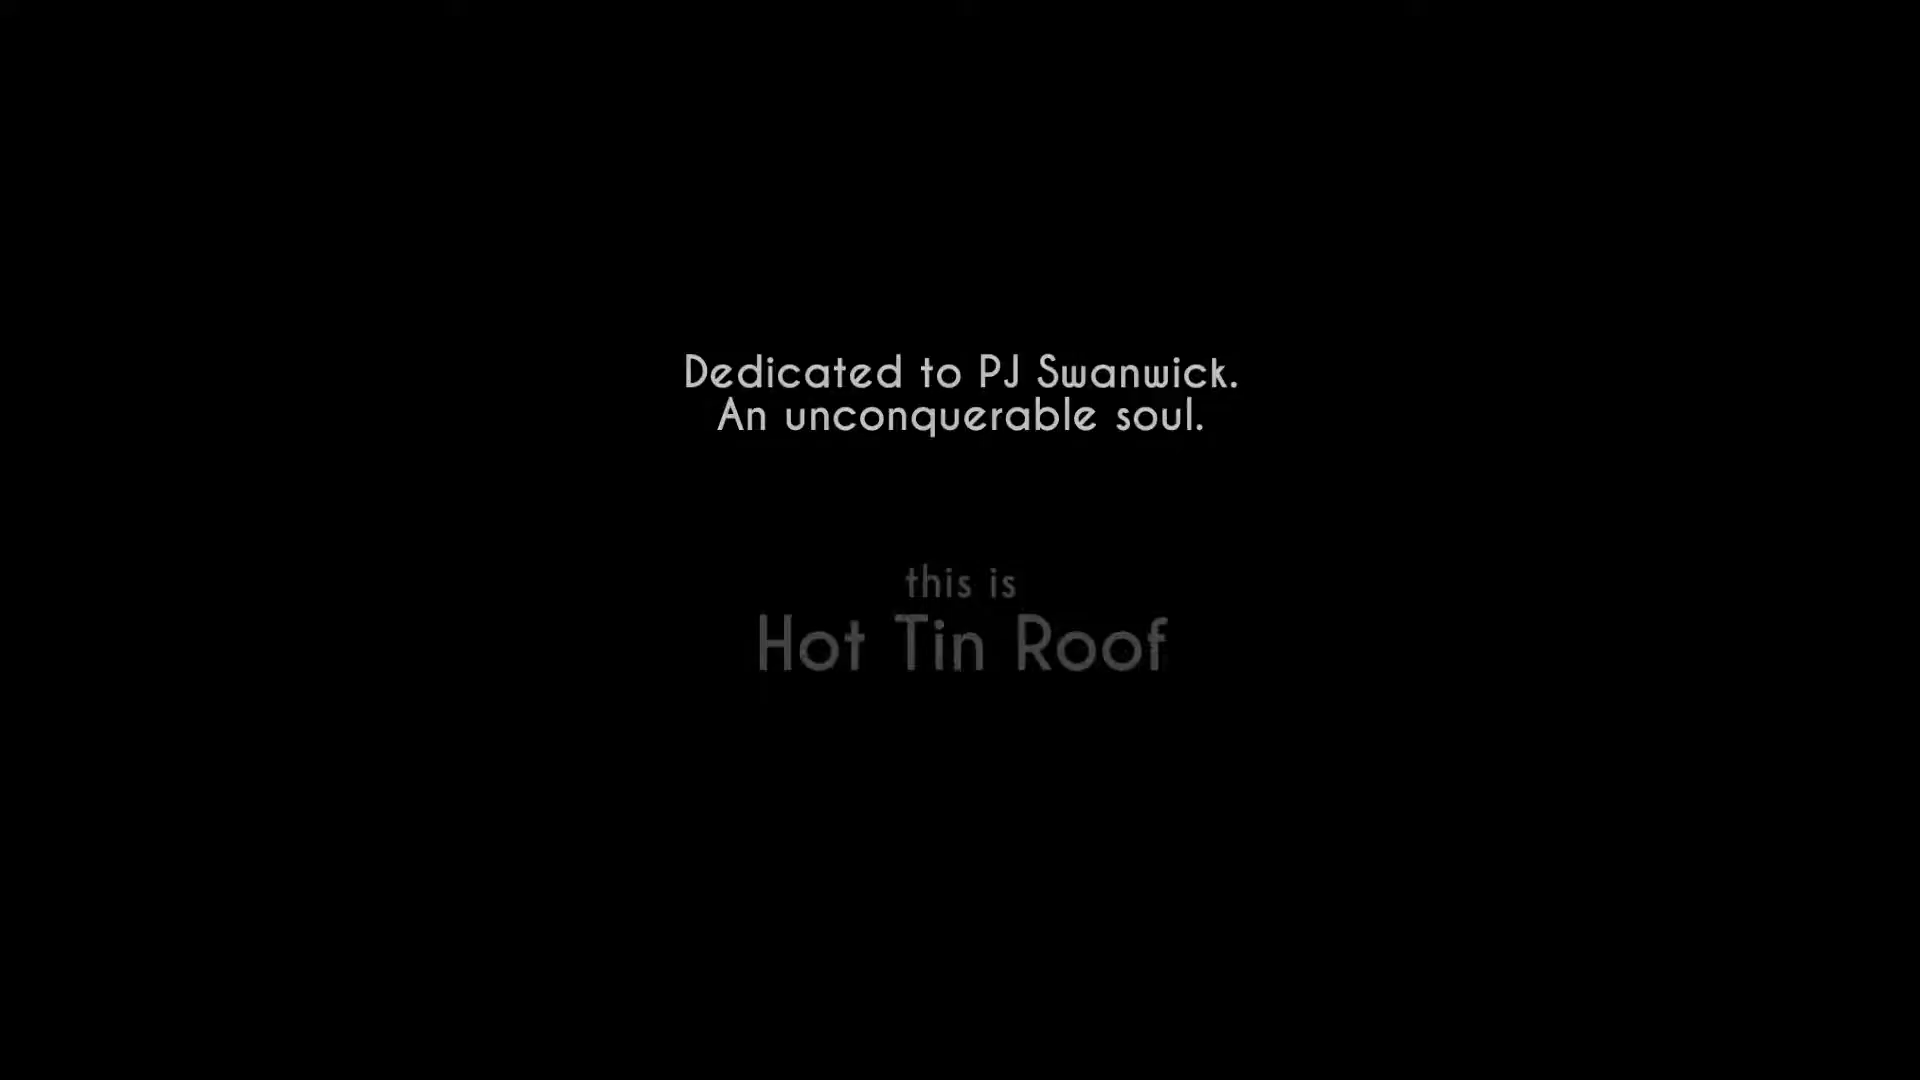 Dedicated to PJ Swanwick.
An unconquerable soul.
this is
Hot Tin Roof